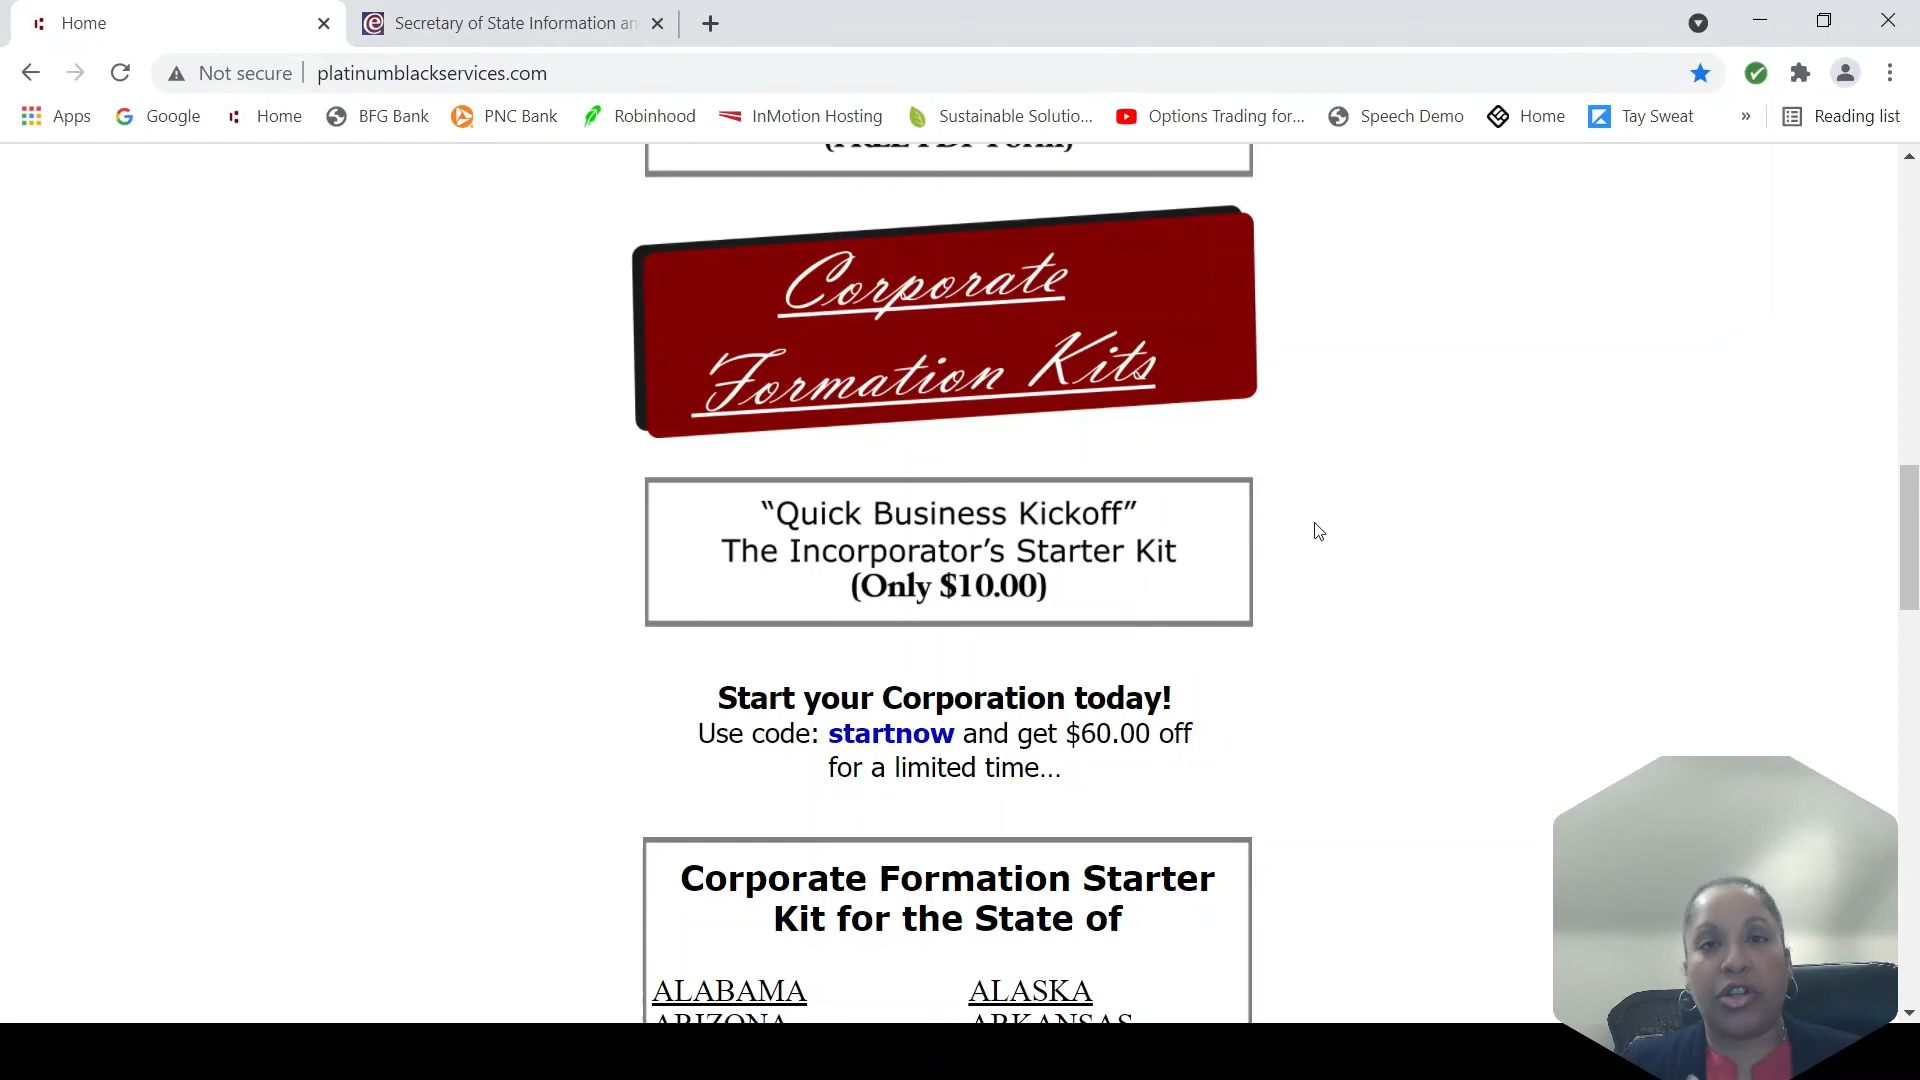 Home
Secretary of State Information an
Not secure
platinumblackservices.com
Apps
Google
Home
BFG Bank
PNC Bank
Robinhood
InMotion Hosting
Sustainable Solutio...
Options Trading for...
Speech Demo
Home
Tay Sweat
»
Reading list
Corporate
Formation Kits
“Quick Business Kickoff”
The Incorporator’s Starter Kit
(Only $10.00)
Start your Corporation today!
Use code: startnow and get $60.00 off
for a limited time...
Corporate Formation Starter
Kit for the State of
ALABAMA
ALASKA
ARIZONA
ARKANSAS